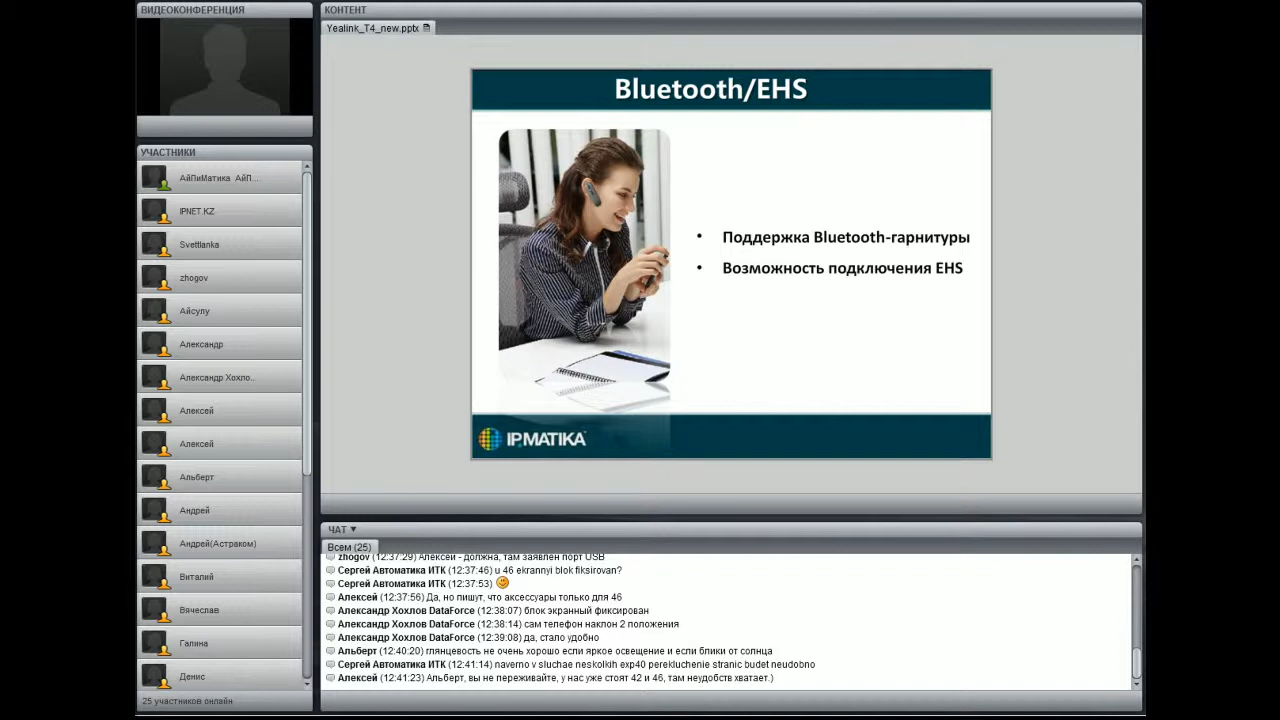 ВИДЕОКОНФЕРЕНЦИЯ
УЧАСТНИКИ
АйПиМатика АйП...
IPNET.KZ
Svettlanka
zhogov
Айсулу
Александр
Александр Хохло..
Алексей
Алексей
Альберт
Андрей
Андрей(Астраком)
Виталий
Вячеслав
Галина
Денис
25 участников онлайн
КОНТЕНТ
Yealink_T4_new.pptx
Bluetooth/EHS
• Поддержка Bluetooth-гарнитуры
• Возможность подключения EHS
IPMATIKA
ЧАТ
Всем (25)
zhogov (12:37:29) Алексей - должна, там заявлен порт USB
Сергей Автоматика ИТК (12:37:46) u 46 ekrannyi blok fiksirovan?
Сергей Автоматика ИТК (12:37:53)
Алексей (12:37:56) Да, но пишут, что аксессуары только для 46
Александр Хохлов DataForce (12:38:07) блок экранный фиксирован
Александр Хохлов DataForce (12:38:14) сам телефон наклон 2 положения
Александр Хохлов DataForce (12:39:08) да, стало удобно
Альберт (12:40:20) глянцевость не очень хорошо если яркое освещение и если блики от солнца
Сергей Автоматика ИТК (12:41:14) naverno v sluchae neskolkih exp40 perekluchenie stranic budet neudobno
Алексей (12:41:23) Альберт, вы не переживайте, у нас уже стоят 42 и 46, там неудобств хватает.)